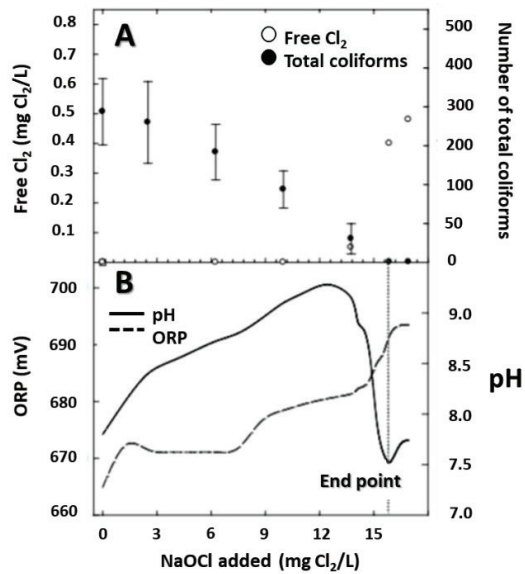 A
Free Cl2
Total coliforms
Free Cl2 (mg Cl2/L)
0.8
0.7
0.6
0.5
0.4
0.3
0.2
0.1
500
400
300
200
100
50
0
Number of total coliforms
B
pH
ORP
ORP (mV)
700
690
680
670
660
9.0
8.5
8.0
7.5
7.0
pH
End point
0 3 6 9 12 15
NaOCl added (mg Cl2/L)